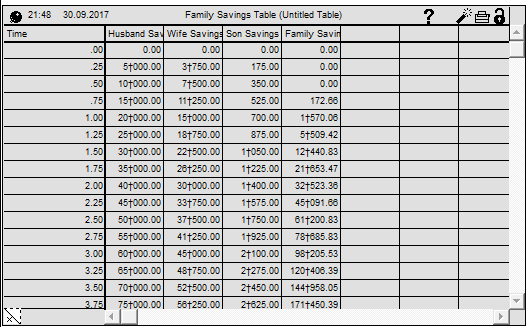 21:48 30.09.2017 Family Savings Table (Untitled Table) ?
Time Husband Sav Wife Savings Son Savings Family Savin
.00 0.00 0.00 0.00 0.00
.25 5†000.00 3†750.00 175.00 0.00
.50 10†000.00 7†500.00 350.00 0.00
.75 15†000.00 11†250.00 525.00 172.66
1.00 20†000.00 15†000.00 700.00 1†570.06
1.25 25†000.00 18†750.00 875.00 5†509.42
1.50 30†000.00 22†500.00 1†050.00 12†440.83
1.75 35†000.00 26†250.00 1†225.00 21†653.47
2.00 40†000.00 30†000.00 1†400.00 32†523.36
2.25 45†000.00 33†750.00 1†575.00 45†091.66
2.50 50†000.00 37†500.00 1†750.00 61†200.83
2.75 55†000.00 41†250.00 1†925.00 78†685.83
3.00 60†000.00 45†000.00 2†100.00 98†205.53
3.25 65†000.00 48†750.00 2†275.00 120†406.39
3.50 70†000.00 52†500.00 2†450.00 144†958.05
3.75 75†000.00 56†250.00 2†625.00 171†450.39